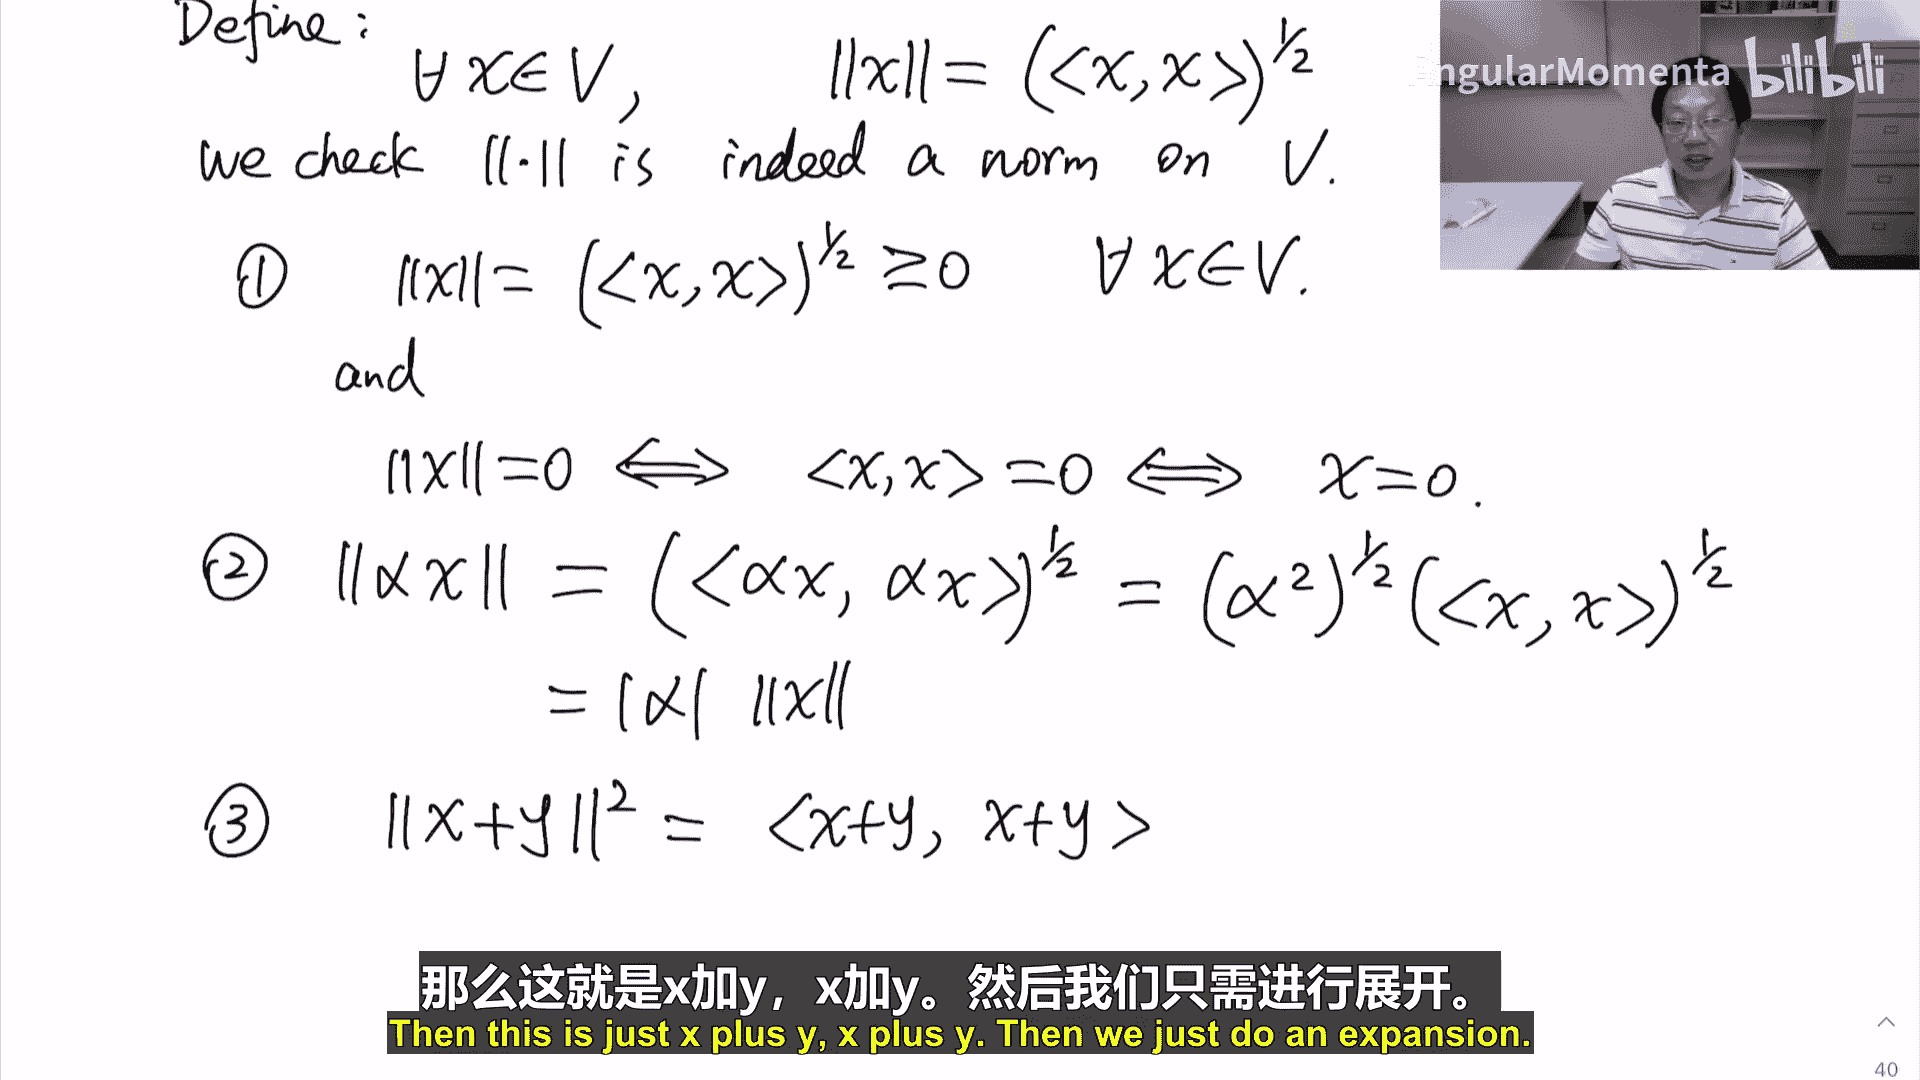 Define:
∀ x∈V, ||x|| = (<x,x>)^{1/2}
we check ||·|| is indeed a norm on V.
① ||x|| = (<x,x>)^{1/2} ≥0 ∀ x∈V.
and
||x||=0 ⟺ <x,x> =0 ⟺ x=0.
② ||αx|| = (<αx, αx>)^{1/2} = (α²)^{1/2} (<x,x>)^{1/2}
= |α| ||x||
③ ||x+y||² = <x+y, x+y>
ngularMomenta bilibili
那么这就是x加y，x加y。然后我们只需进行展开。
Then this is just x plus y, x plus y. Then we just do an expansion.
40